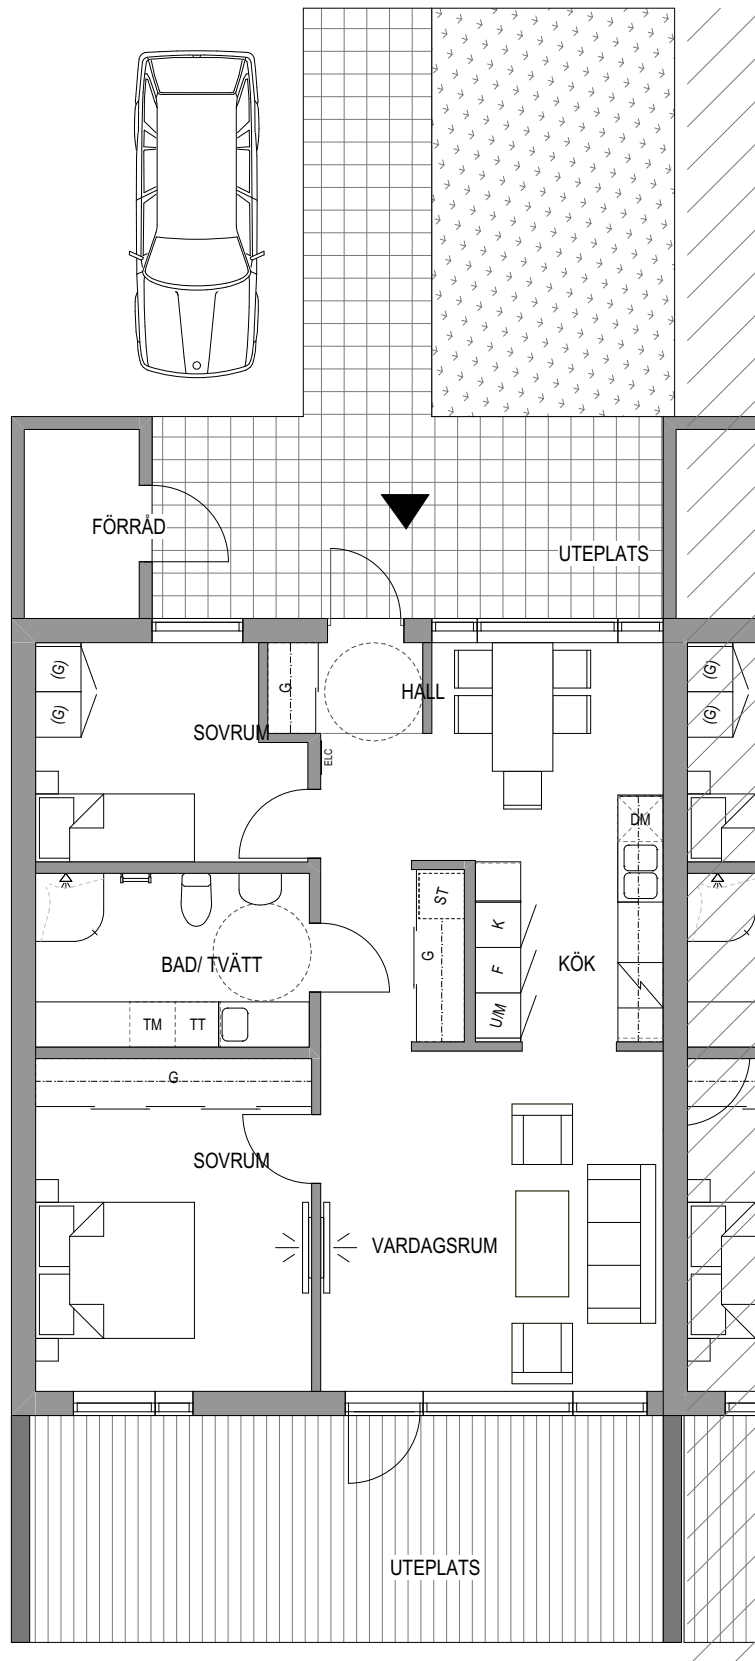 FÖRRÅD
UTEPLATS
(G)
(G)
SOVRUM
G
HALL
ELC
(G)
(G)
DM
ST
G
K
F
U/M
KÖK
BAD/ TVÄTT
TM
TT
G
SOVRUM
VARDAGSRUM
UTEPLATS